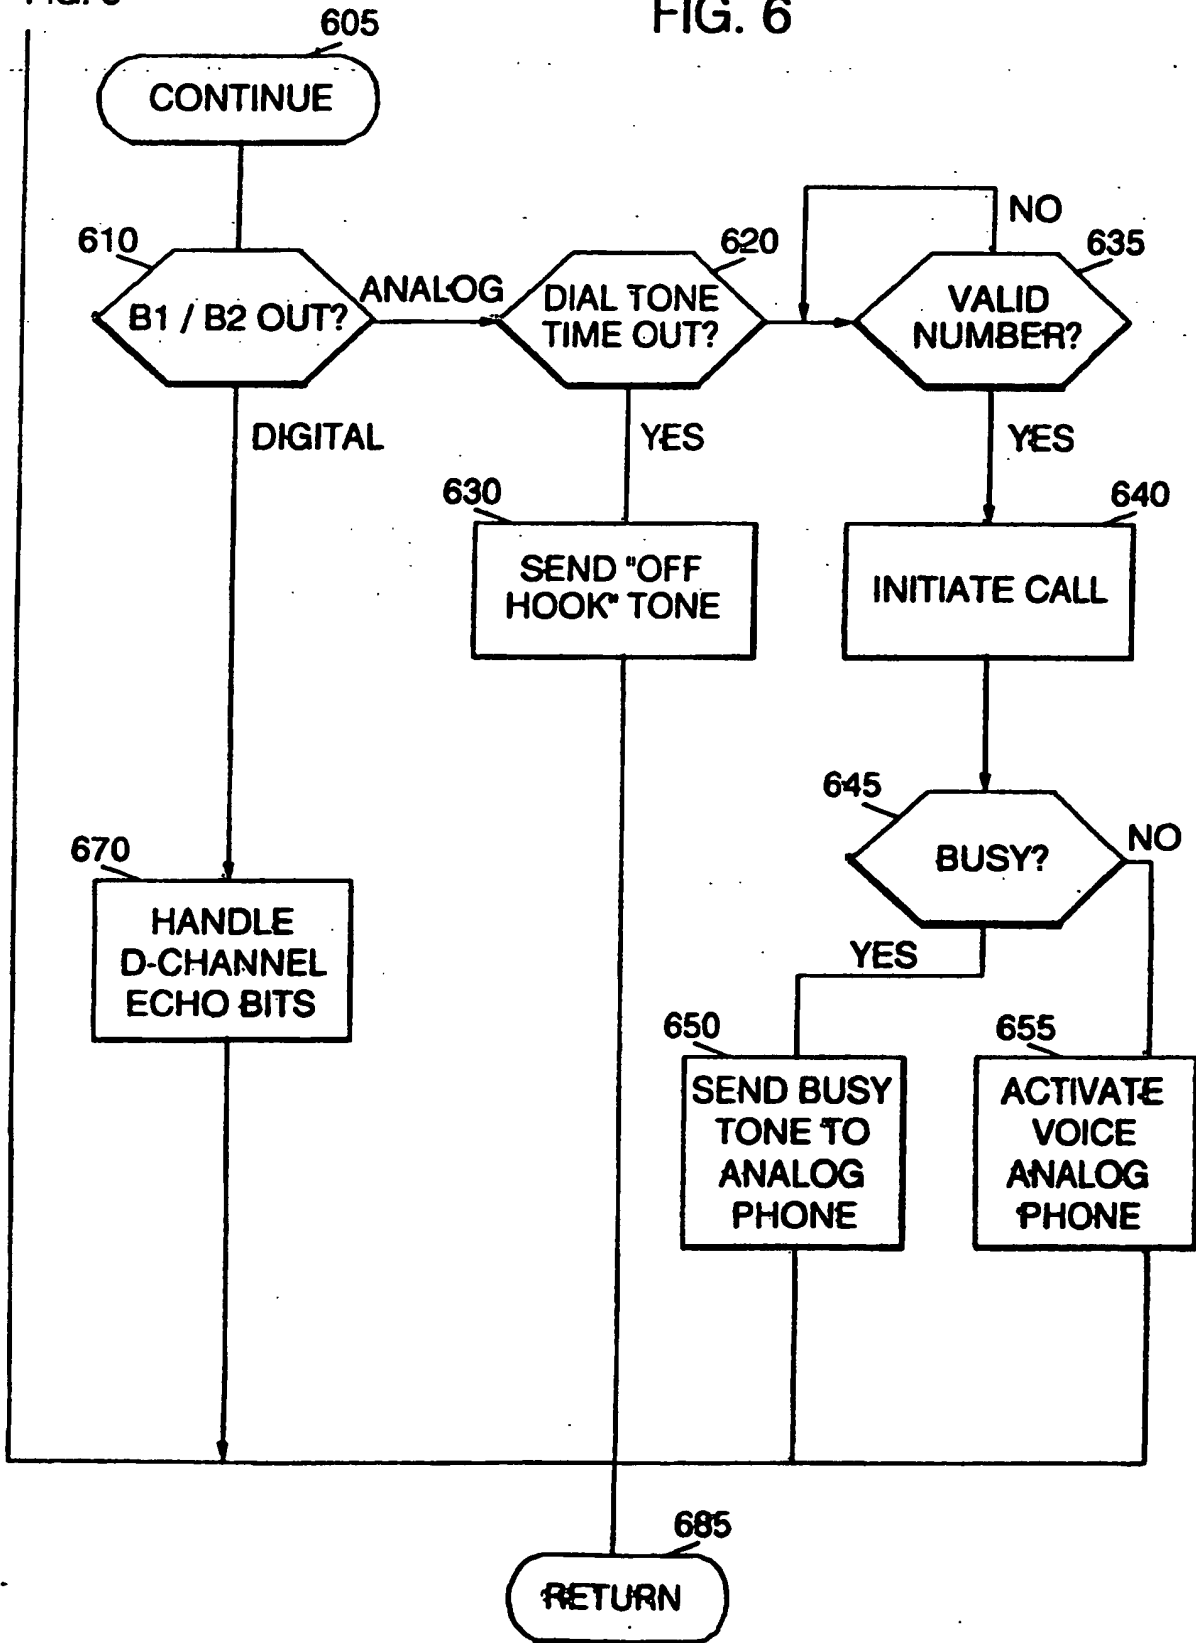 FIG. 6
605
CONTINUE
610
B1 / B2 OUT?
ANALOG
620
DIAL TONE
TIME OUT?
NO
635
VALID
NUMBER?
DIGITAL
YES
YES
630
SEND "OFF
HOOK" TONE
640
INITIATE CALL
645
BUSY?
NO
YES
670
HANDLE
D-CHANNEL
ECHO BITS
650
SEND BUSY
TONE TO
ANALOG
PHONE
655
ACTIVATE
VOICE
ANALOG
PHONE
685
RETURN